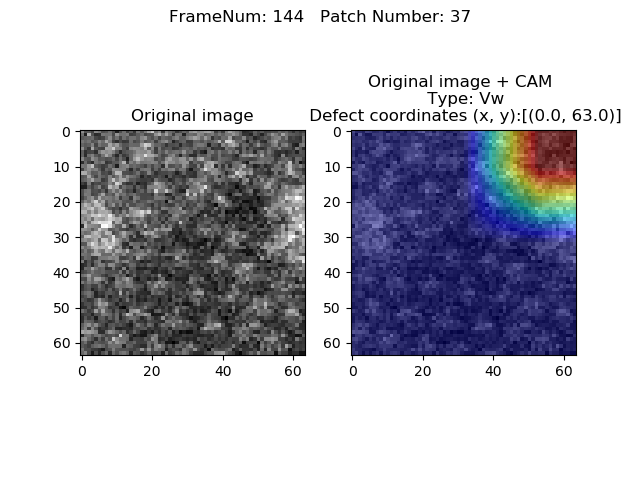 FrameNum: 144   Patch Number: 37
Original image
Original image + CAM
Type: Vw
Defect coordinates (x, y):[(0.0, 63.0)]
0
10
20
30
40
50
60
0 20 40 60
0
10
20
30
40
50
60
0 20 40 60